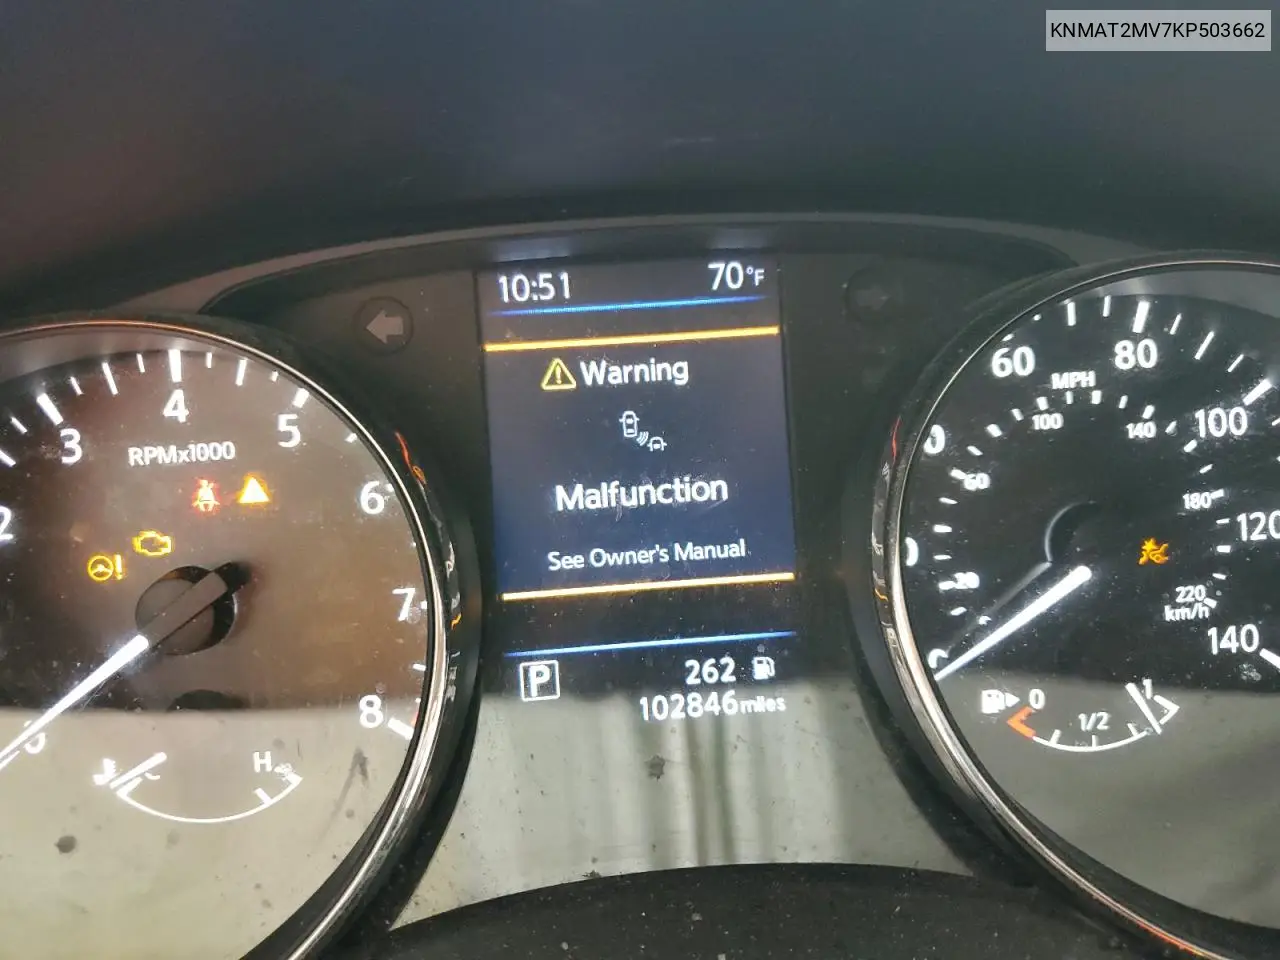 KNMAT2MV7KP503662
10:51 70°F
Warning
Malfunction
See Owner's Manual
P 262
102846 miles
2 3 4 5 6 7 8
RPMx1000
H
60 80 100 120 140
MPH
20 60 100 140 180 220
km/h
0 1/2 1